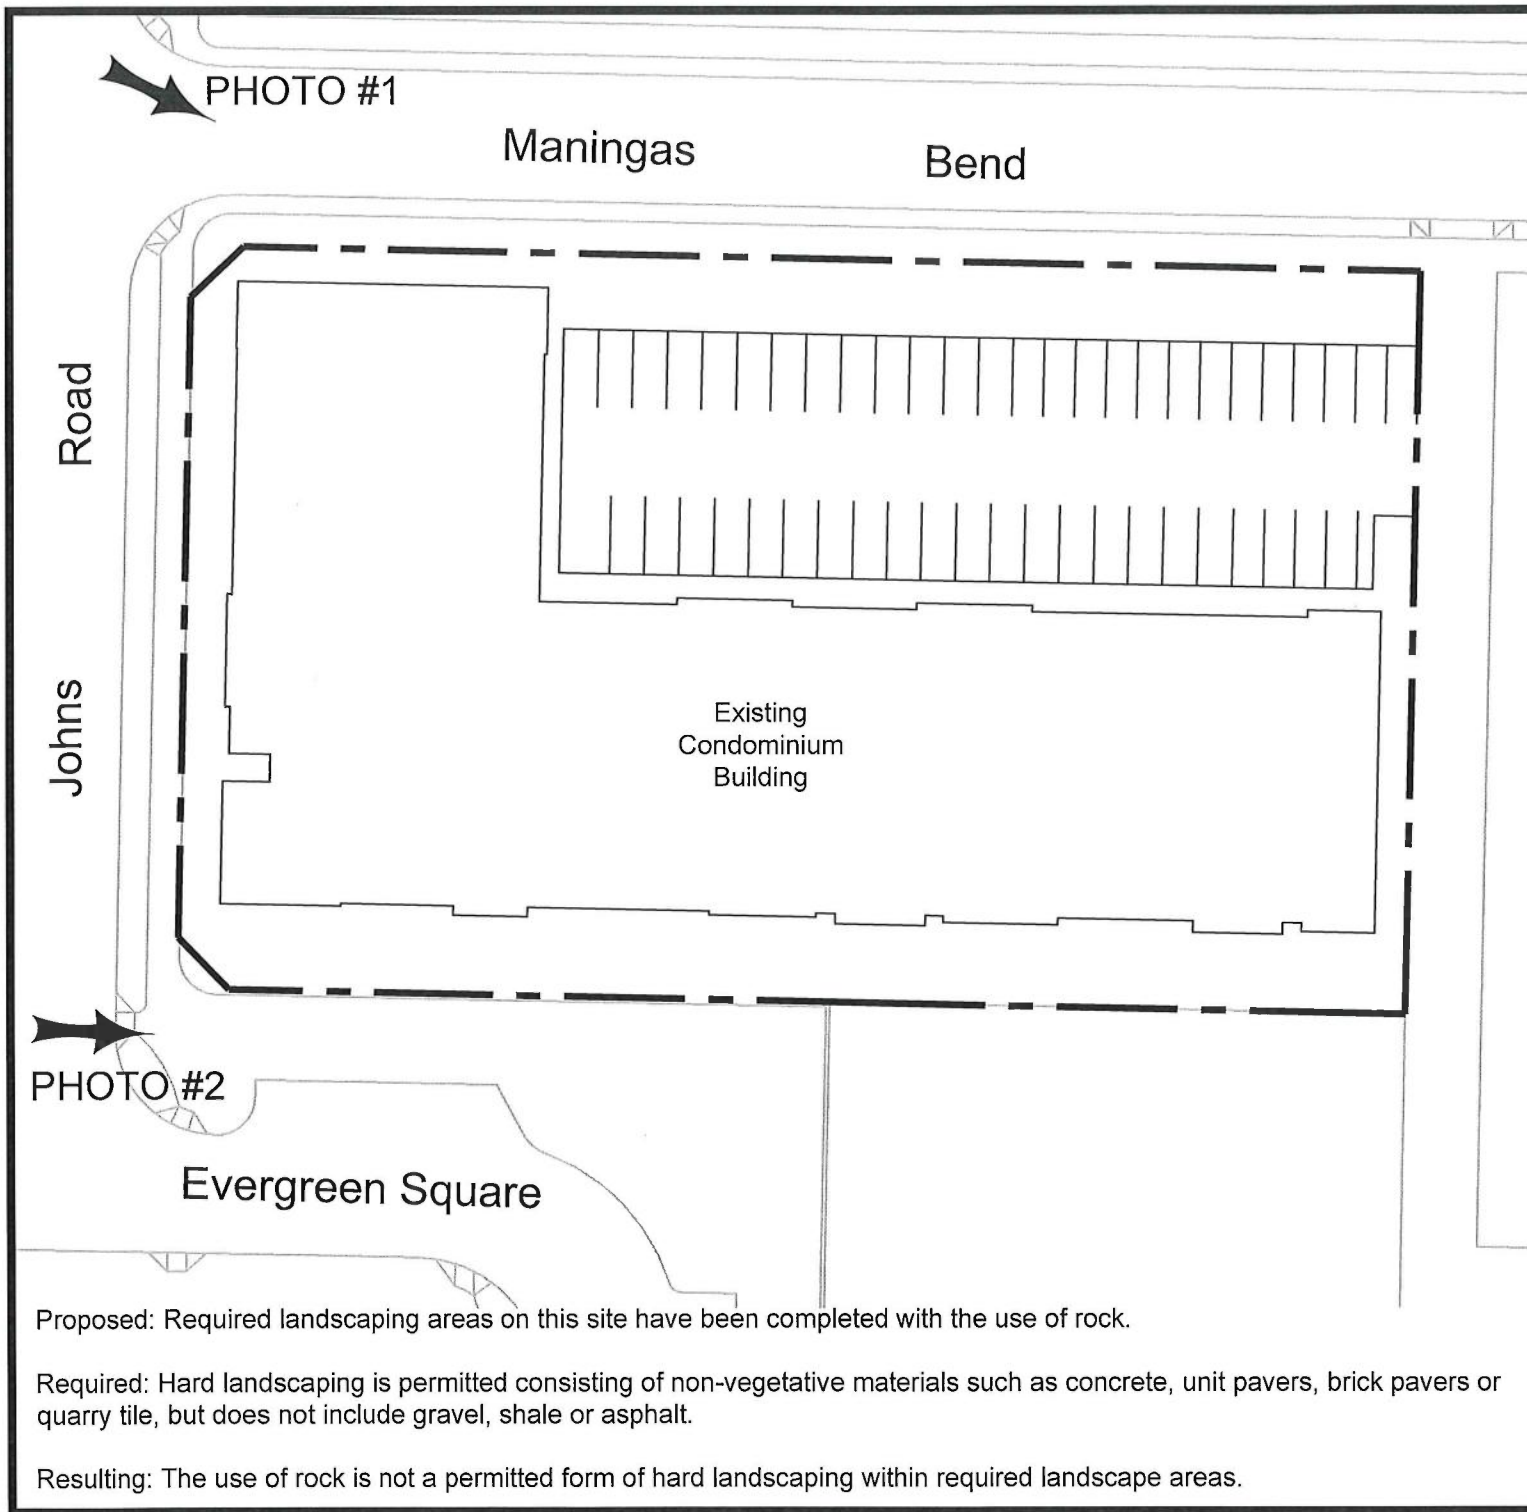 PHOTO #1
Maningas Bend
Road
Johns
Existing
Condominium
Building
PHOTO #2
Evergreen Square
Proposed: Required landscaping areas on this site have been completed with the use of rock.
Required: Hard landscaping is permitted consisting of non-vegetative materials such as concrete, unit pavers, brick pavers or
quarry tile, but does not include gravel, shale or asphalt.
Resulting: The use of rock is not a permitted form of hard landscaping within required landscape areas.